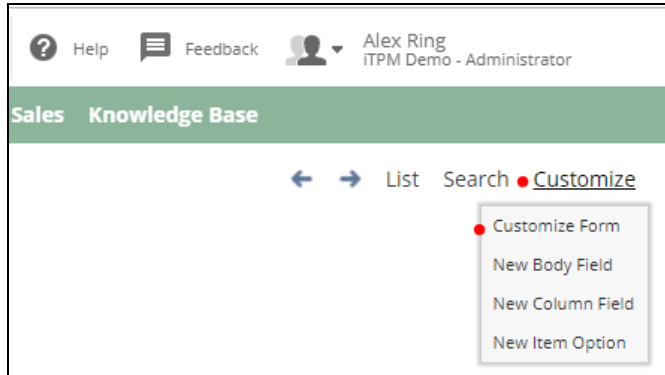 Help Feedback Alex Ring
iTPM Demo - Administrator
Sales Knowledge Base
List Search Customize
Customize Form
New Body Field
New Column Field
New Item Option